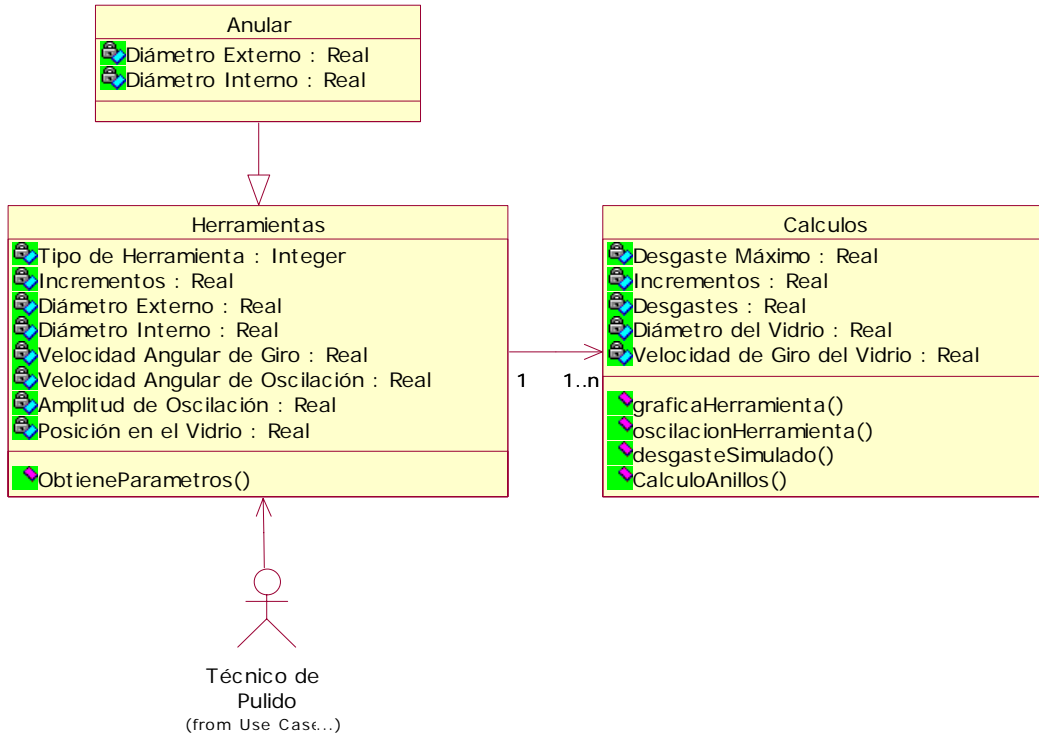 Anular
Diámetro Externo : Real
Diámetro Interno : Real
Herramientas
Tipo de Herramienta : Integer
Incrementos : Real
Diámetro Externo : Real
Diámetro Interno : Real
Velocidad Angular de Giro : Real
Velocidad Angular de Oscilación : Real
Amplitud de Oscilación : Real
Posición en el Vidrio : Real
ObtieneParametros()
1
1..n
Calculos
Desgaste Máximo : Real
Incrementos : Real
Desgastes : Real
Diámetro del Vidrio : Real
Velocidad de Giro del Vidrio : Real
graficaHerramienta()
oscilacionHerramienta()
desgasteSimulado()
CalculoAnillos()
Técnico de
Pulido
(from Use Case...)